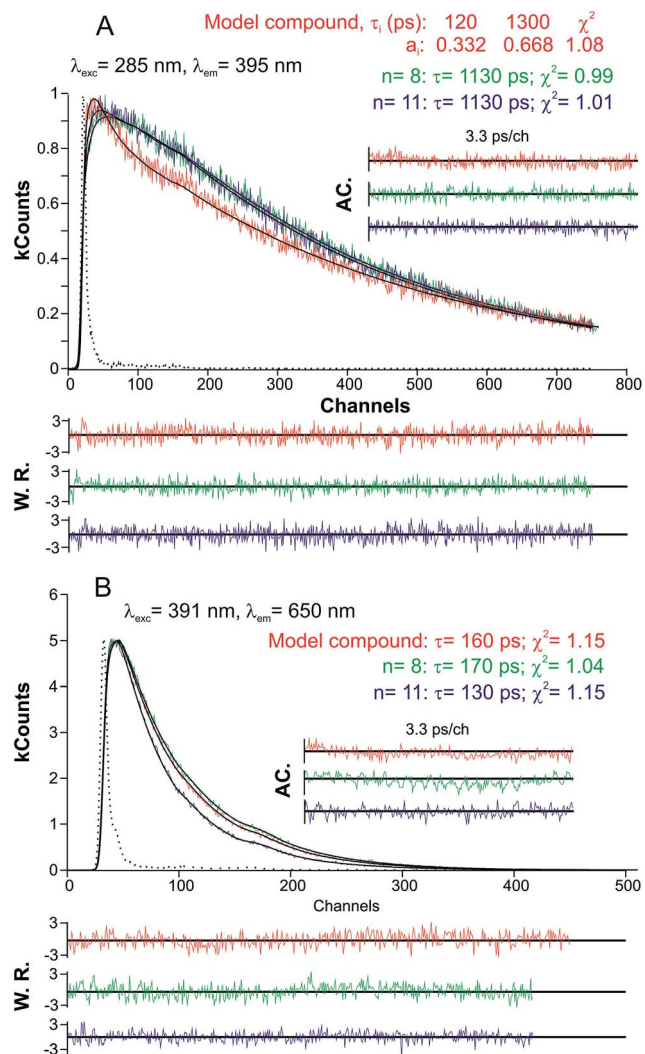 A
Model compound, τi (ps): 120 1300 χ²
ai: 0.332 0.668 1.08
λexc= 285 nm, λem= 395 nm
n= 8: τ= 1130 ps; χ²= 0.99
n= 11: τ= 1130 ps; χ²= 1.01
3.3 ps/ch
AC.
kCounts
1
0.8
0.6
0.4
0.2
0
0 100 200 300 400 500 600 700 800
Channels
W. R.
3
-3
3
-3
3
-3
B
λexc= 391 nm, λem= 650 nm
Model compound: τ= 160 ps; χ²= 1.15
n= 8: τ= 170 ps; χ²= 1.04
n= 11: τ= 130 ps; χ²= 1.15
3.3 ps/ch
AC.
kCounts
6
5
4
3
2
1
0
0 100 200 300 400 500
Channels
W. R.
3
-3
3
-3
3
-3